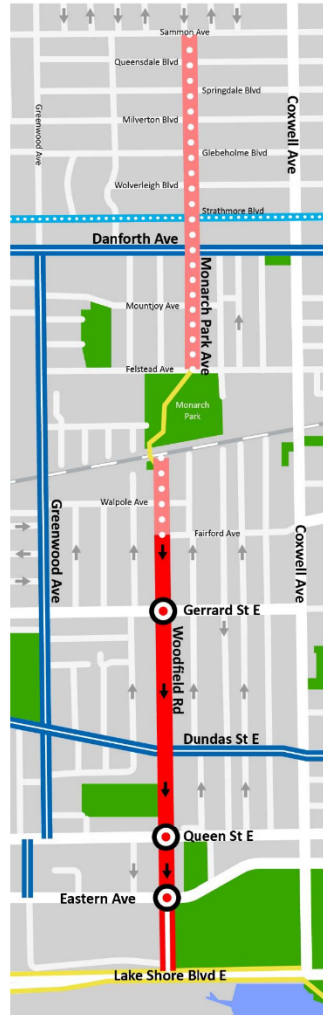 Sammon Ave
Queensdale Blvd
Springdale Blvd
Greenwood Ave
Coxwell Ave
Milverton Blvd
Glebeholme Blvd
Wolverleigh Blvd
Strathmore Blvd
Danforth Ave
Monarch Park Ave
Mountjoy Ave
Felstead Ave
Monarch
Park
Greenwood Ave
Walpole Ave
Fairford Ave
Coxwell Ave
Gerrard St E
Woodfield Rd
Dundas St E
Queen St E
Eastern Ave
Lake Shore Blvd E